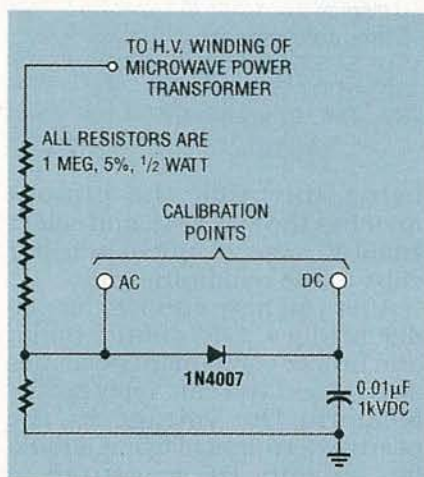 TO H.V. WINDING OF
MICROWAVE POWER
TRANSFORMER
ALL RESISTORS ARE
1 MEG, 5%, 1/2 WATT
CALIBRATION
POINTS
AC
DC
1N4007
0.01µF
1kVDC